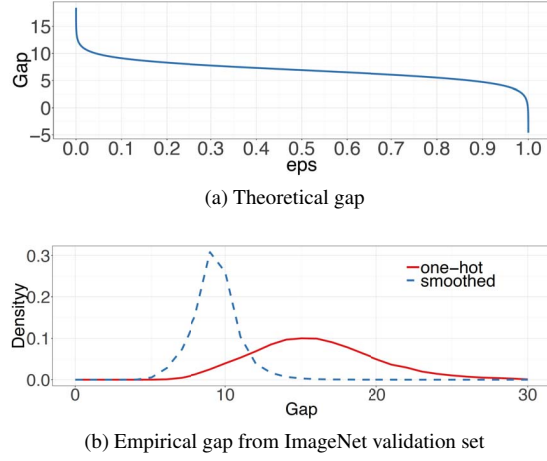 15
10
5
0
−5
Gap
0.0 0.1 0.2 0.3 0.4 0.5 0.6 0.7 0.8 0.9 1.0
eps
(a) Theoretical gap
0.3
0.2
0.1
0.0
Densityy
one-hot
smoothed
0 10 20 30
Gap
(b) Empirical gap from ImageNet validation set